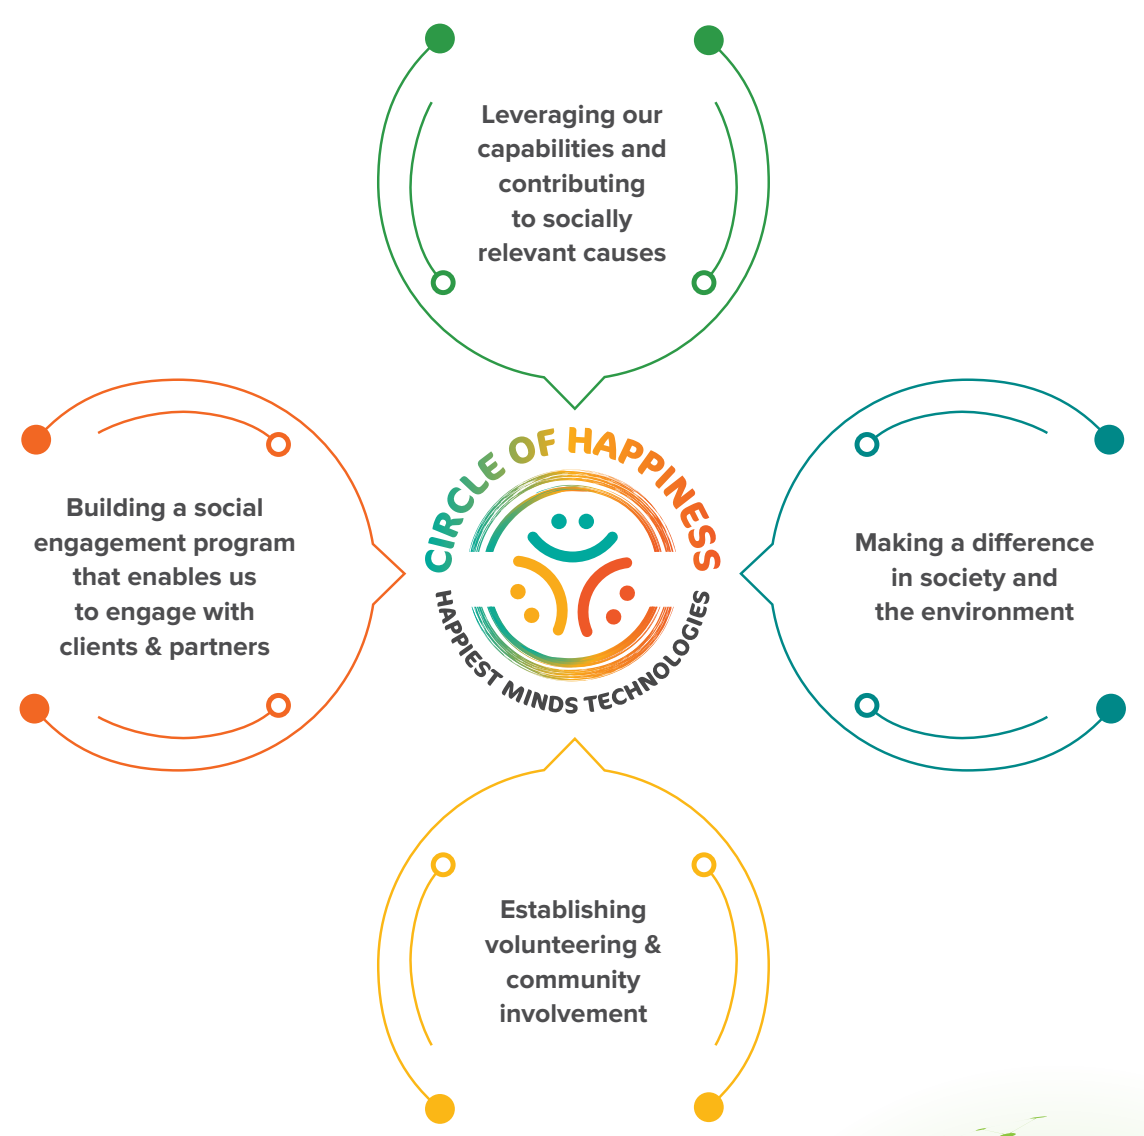 Leveraging our
capabilities and
contributing
to socially
relevant causes
Building a social
engagement program
that enables us
to engage with
clients & partners
CIRCLE OF HAPPINESS
HAPPIEST MINDS TECHNOLOGIES
Making a difference
in society and
the environment
Establishing
volunteering &
community
involvement